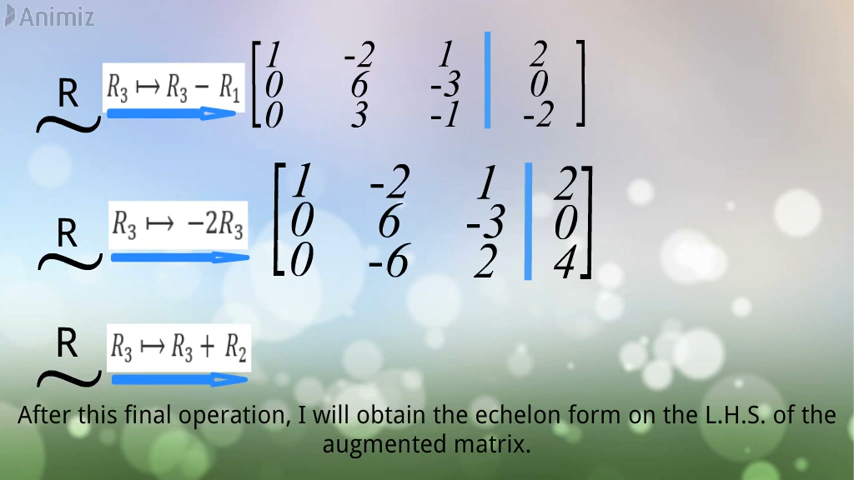 Animiz
R ~ R₃ ↦ R₃ − R₁ [ 1 -2 1 | 2 ]
[ 0 6 -3 | 0 ]
[ 0 3 -1 | -2 ]
R ~ R₃ ↦ −2R₃ [ 1 -2 1 | 2 ]
[ 0 6 -3 | 0 ]
[ 0 -6 2 | 4 ]
R ~ R₃ ↦ R₃ + R₂
After this final operation, I will obtain the echelon form on the L.H.S. of the
augmented matrix.